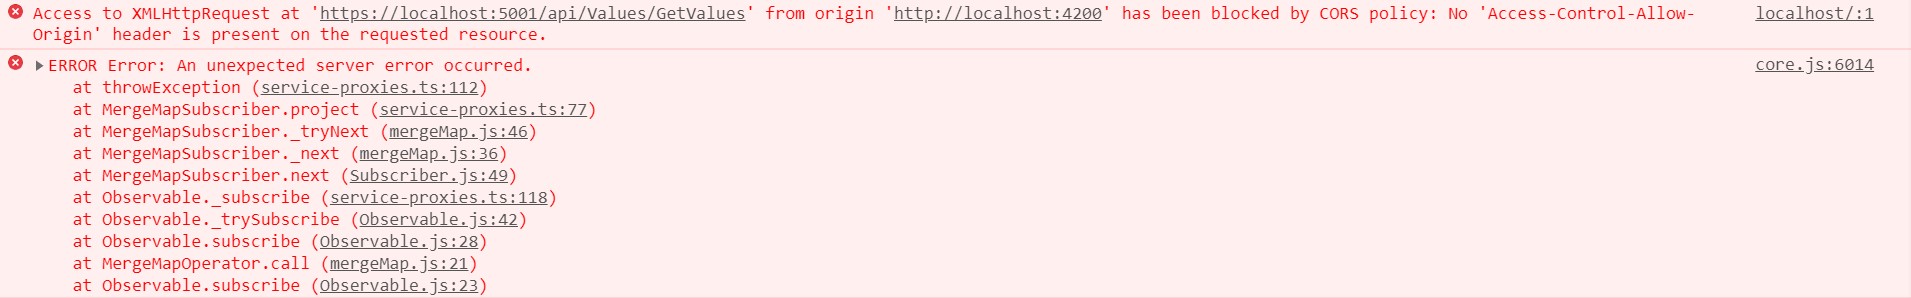 Access to XMLHttpRequest at 'https://localhost:5001/api/Values/GetValues' from origin 'http://localhost:4200' has been blocked by CORS policy: No 'Access-Control-Allow- localhost/:1
Origin' header is present on the requested resource.
ERROR Error: An unexpected server error occurred. core.js:6014
at throwException (service-proxies.ts:112)
at MergeMapSubscriber.project (service-proxies.ts:77)
at MergeMapSubscriber._tryNext (mergeMap.js:46)
at MergeMapSubscriber._next (mergeMap.js:36)
at MergeMapSubscriber.next (Subscriber.js:49)
at Observable._subscribe (service-proxies.ts:118)
at Observable._trySubscribe (Observable.js:42)
at Observable.subscribe (Observable.js:28)
at MergeMapOperator.call (mergeMap.js:21)
at Observable.subscribe (Observable.js:23)